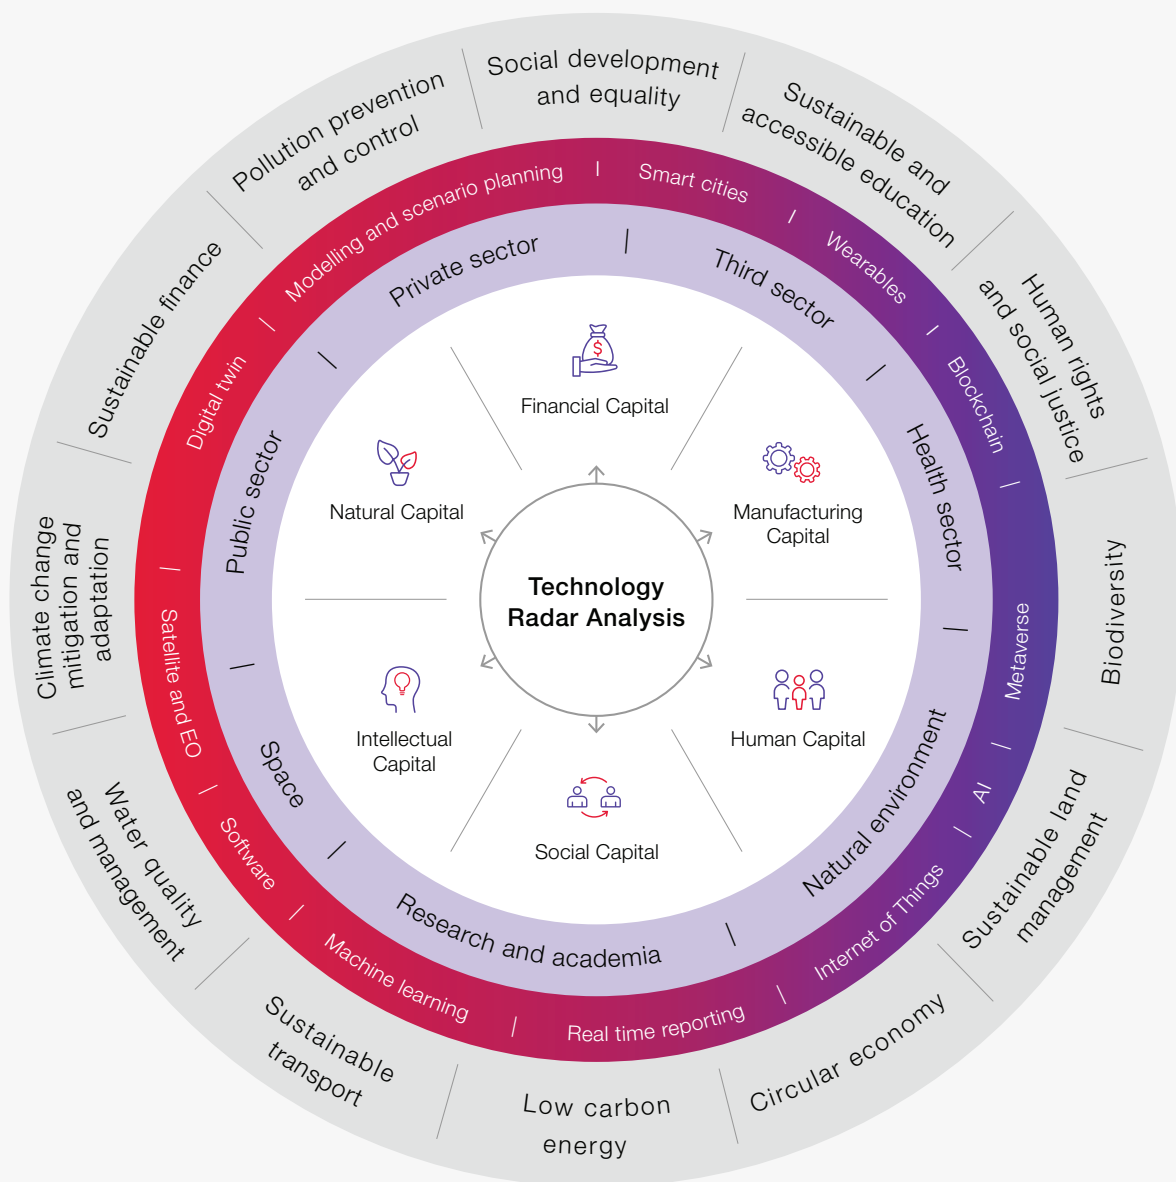 Social development
and equality
Sustainable and
accessible education
Human rights
and social justice
Biodiversity
Sustainable land
management
Circular economy
Low carbon
energy
Sustainable
transport
Water quality
and management
Climate change
mitigation and
adaptation
Sustainable finance
Pollution prevention
and control
Smart cities
Wearables
Blockchain
Metaverse
AI
Internet of Things
Real time reporting
Machine learning
Software
Satellite and EO
Digital twin
Modelling and scenario planning
Private sector
Third sector
Health sector
Natural environment
Research and academia
Space
Public sector
$
Financial Capital
Manufacturing
Capital
Human Capital
Social Capital
Intellectual
Capital
Natural Capital
Technology
Radar Analysis